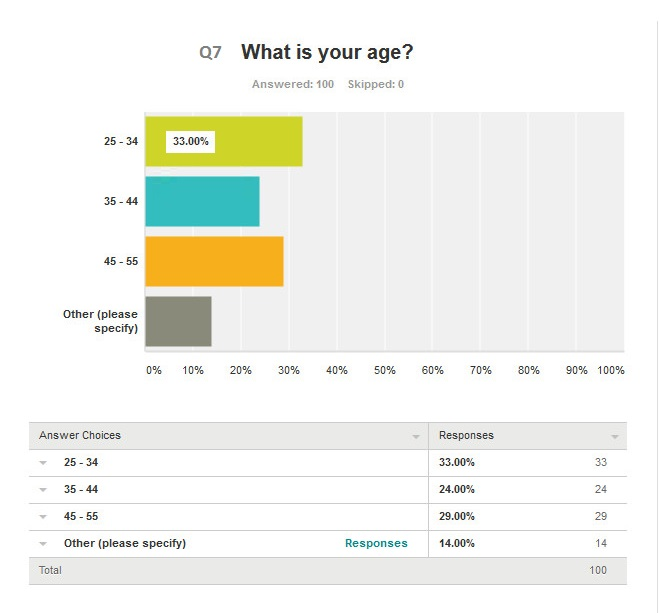 Q7 What is your age?
Answered: 100 Skipped: 0
25 - 34
33.00%
35 - 44
45 - 55
Other (please
specify)
0% 10% 20% 30% 40% 50% 60% 70% 80% 90% 100%
Answer Choices Responses
25 - 34 33.00% 33
35 - 44 24.00% 24
45 - 55 29.00% 29
Other (please specify) Responses 14.00% 14
Total 100